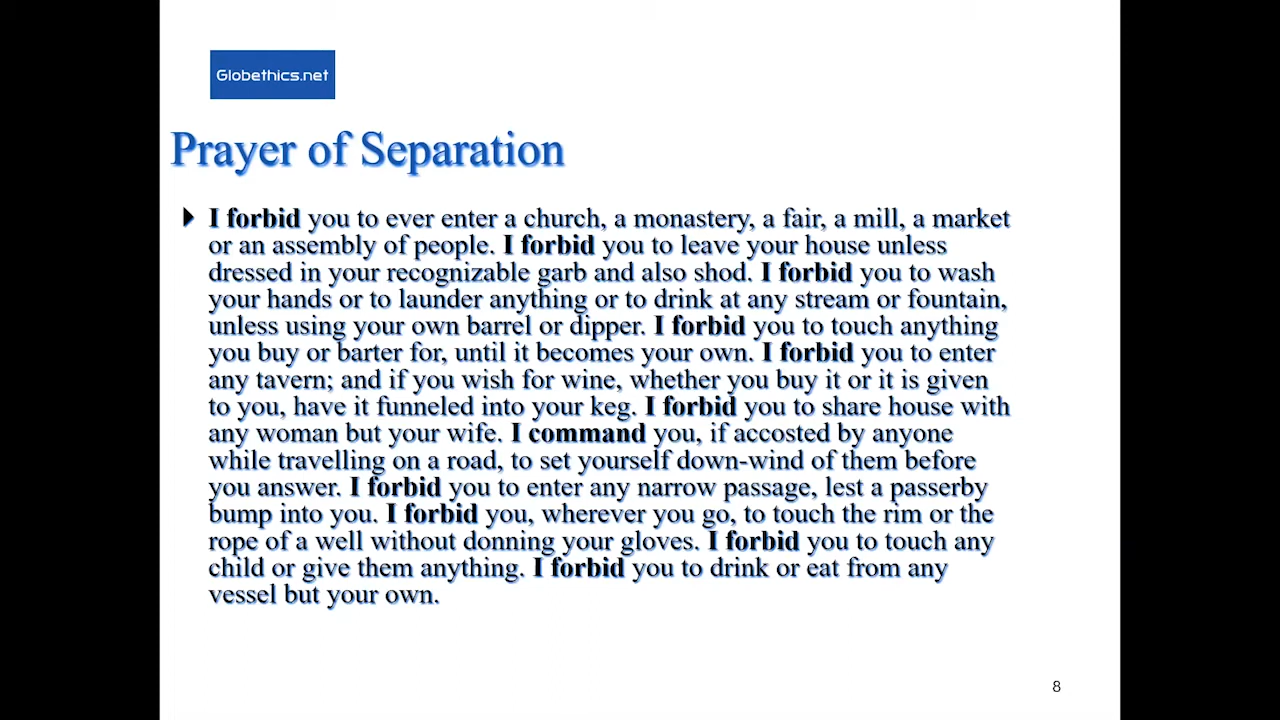 Globethics.net
Prayer of Separation
I forbid you to ever enter a church, a monastery, a fair, a mill, a market
or an assembly of people. I forbid you to leave your house unless
dressed in your recognizable garb and also shod. I forbid you to wash
your hands or to launder anything or to drink at any stream or fountain,
unless using your own barrel or dipper. I forbid you to touch anything
you buy or barter for, until it becomes your own. I forbid you to enter
any tavern; and if you wish for wine, whether you buy it or it is given
to you, have it funneled into your keg. I forbid you to share house with
any woman but your wife. I command you, if accosted by anyone
while travelling on a road, to set yourself down-wind of them before
you answer. I forbid you to enter any narrow passage, lest a passerby
bump into you. I forbid you, wherever you go, to touch the rim or the
rope of a well without donning your gloves. I forbid you to touch any
child or give them anything. I forbid you to drink or eat from any
vessel but your own.
8